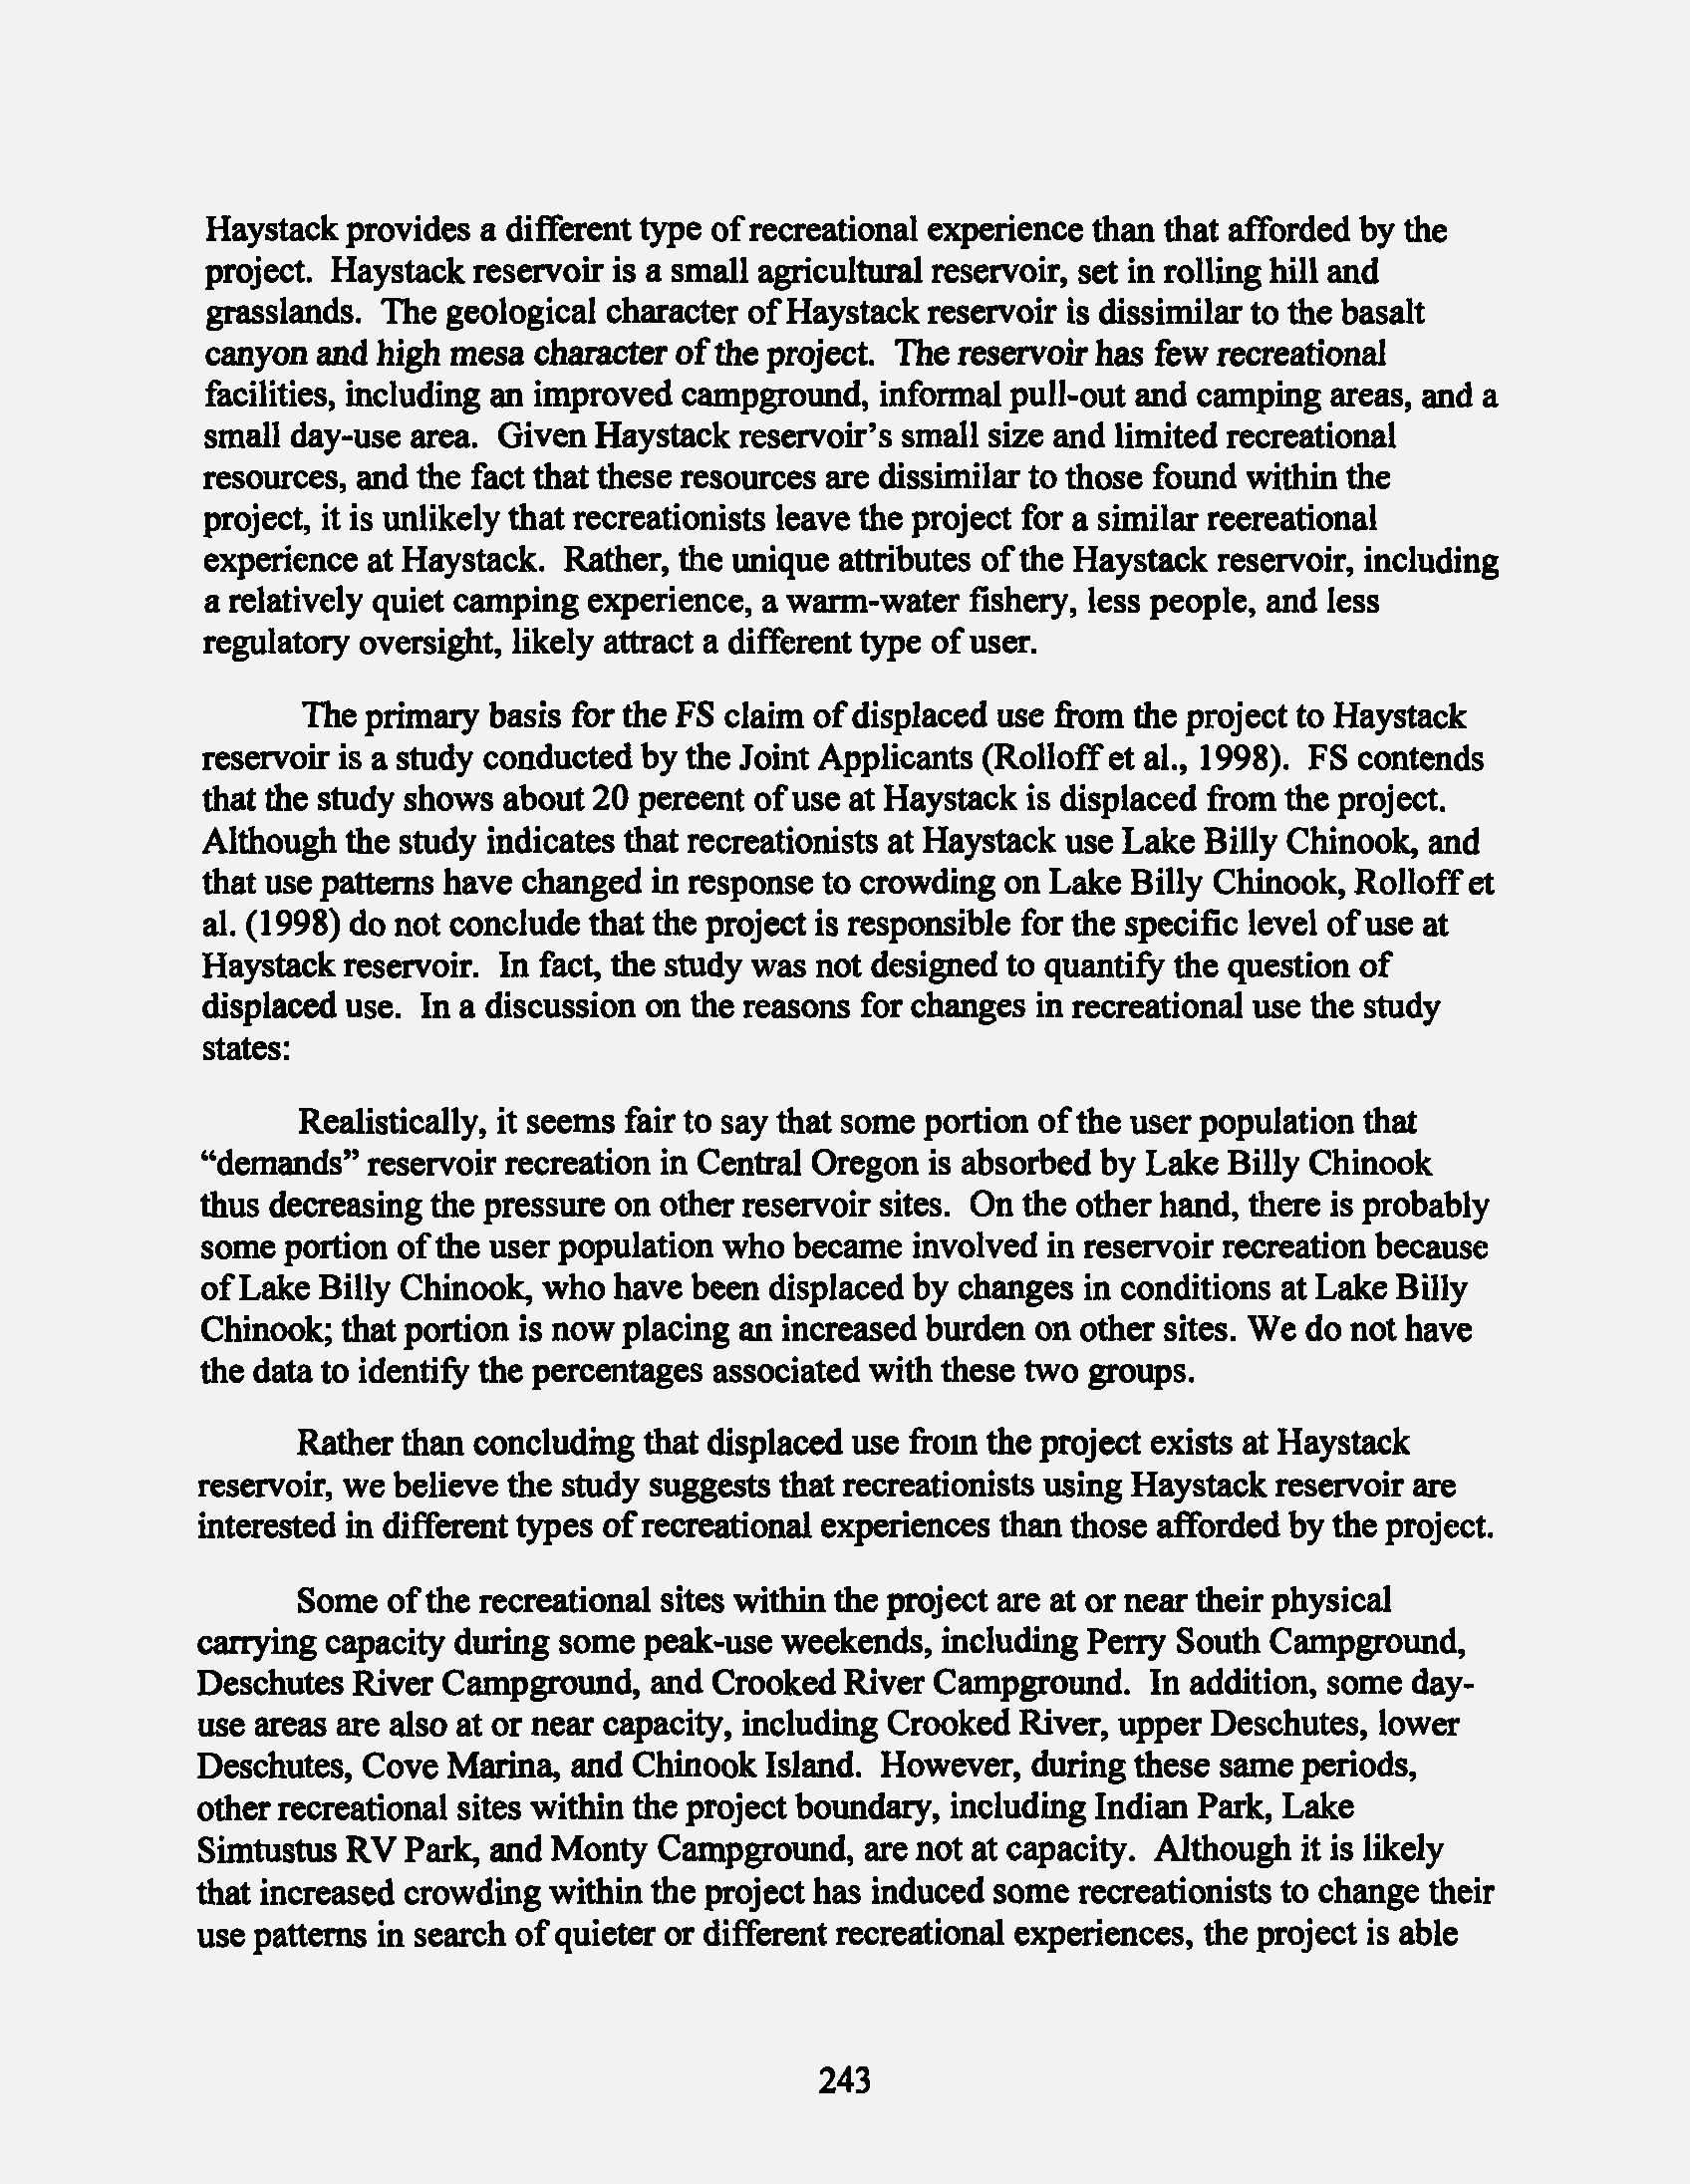 Haystack provides a different type of recreational experience than that afforded by the
project. Haystack reservoir is a small agricultural reservoir, set in rolling hill and
grasslands. The geological character of Haystack reservoir is dissimilar to the basalt
canyon and high mesa character of the project. The reservoir has few recreational
facilities, including an improved campground, informal pull-out and camping areas, and a
small day-use area. Given Haystack reservoir's small size and limited recreational
resources, and the fact that these resources are dissimilar to those found within the
project, it is unlikely that recreationists leave the project for a similar reereational
experience at Haystack. Rather, the unique attributes of the Haystack reservoir, including
a relatively quiet camping experience, a warm-water fishery, less people, and less
regulatory oversight, likely attract a different type of user.
The primary basis for the FS claim of displaced use from the project to Haystack
reservoir is a study conducted by the Joint Applicants (Rolloff et al., 1998). FS contends
that the study shows about 20 pereent of use at Haystack is displaced from the project.
Although the study indicates that recreationists at Haystack use Lake Billy Chinook, and
that use patterns have changed in response to crowding on Lake Billy Chinook, Rolloff et
al. (1998) do not conclude that the project is responsible for the specific level of use at
Haystack reservoir. In fact, the study was not designed to quantify the question of
displaced use. In a discussion on the reasons for changes in recreational use the study
states:
Realistically, it seems fair to say that some portion of the user population that
“demands” reservoir recreation in Central Oregon is absorbed by Lake Billy Chinook
thus decreasing the pressure on other reservoir sites. On the other hand, there is probably
some portion of the user population who became involved in reservoir recreation because
of Lake Billy Chinook, who have been displaced by changes in conditions at Lake Billy
Chinook; that portion is now placing an increased burden on other sites. We do not have
the data to identify the percentages associated with these two groups.
Rather than concluding that displaced use from the project exists at Haystack
reservoir, we believe the study suggests that recreationists using Haystack reservoir are
interested in different types of recreational experiences than those afforded by the project.
Some of the recreational sites within the project are at or near their physical
carrying capacity during some peak-use weekends, including Perry South Campground,
Deschutes River Campground, and Crooked River Campground. In addition, some day-
use areas are also at or near capacity, including Crooked River, upper Deschutes, lower
Deschutes, Cove Marina, and Chinook Island. However, during these same periods,
other recreational sites within the project boundary, including Indian Park, Lake
Simtustus RV Park, and Monty Campground, are not at capacity. Although it is likely
that increased crowding within the project has induced some recreationists to change their
use patterns in search of quieter or different recreational experiences, the project is able
243